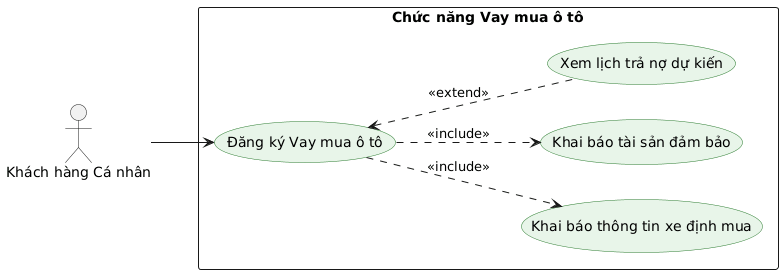 Chức năng Vay mua ô tô
Xem lịch trả nợ dự kiến
«extend»
Đăng ký Vay mua ô tô
«include»
Khai báo tài sản đảm bảo
«include»
Khách hàng Cá nhân
Khai báo thông tin xe định mua